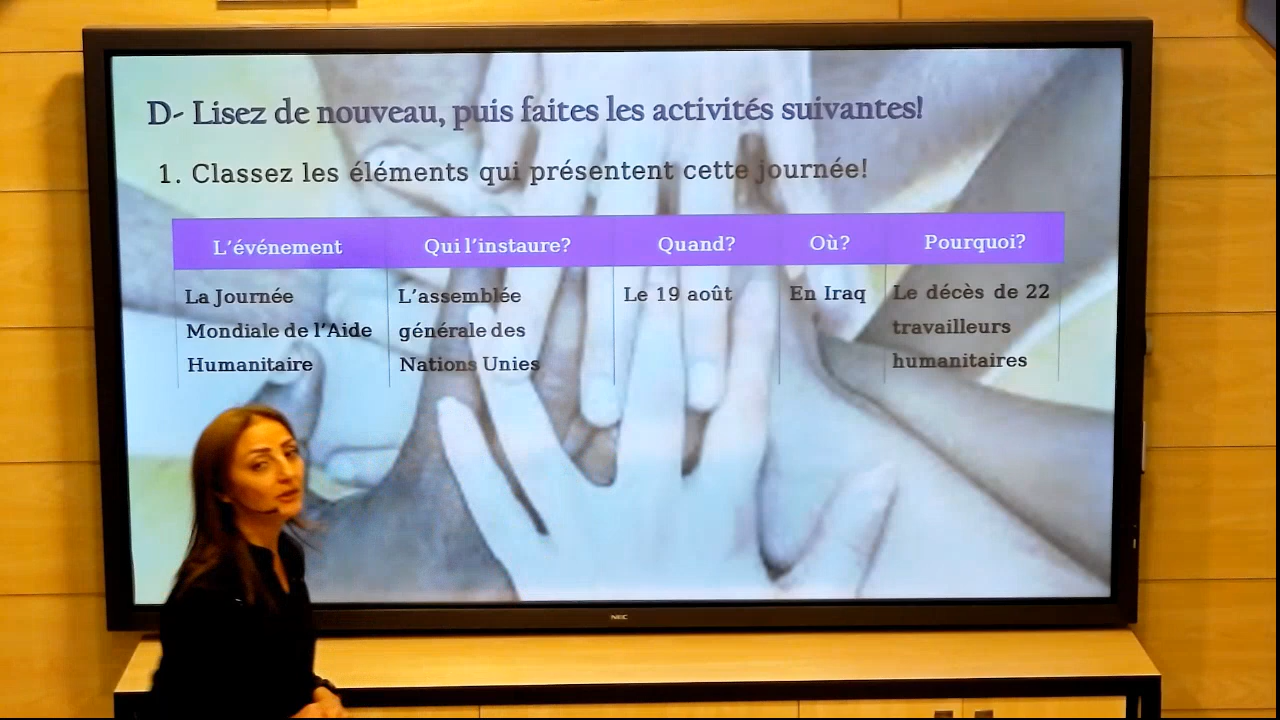 D- Lisez de nouveau, puis faites les activités suivantes!
1. Classez les éléments qui présentent cette journée!
L'événement Qui l'instaure? Quand? Où? Pourquoi?
La Journée L'assemblée Le 19 août En Iraq Le décès de 22
Mondiale de l'Aide générale des travailleurs
Humanitaire Nations Unies humanitaires
NEC